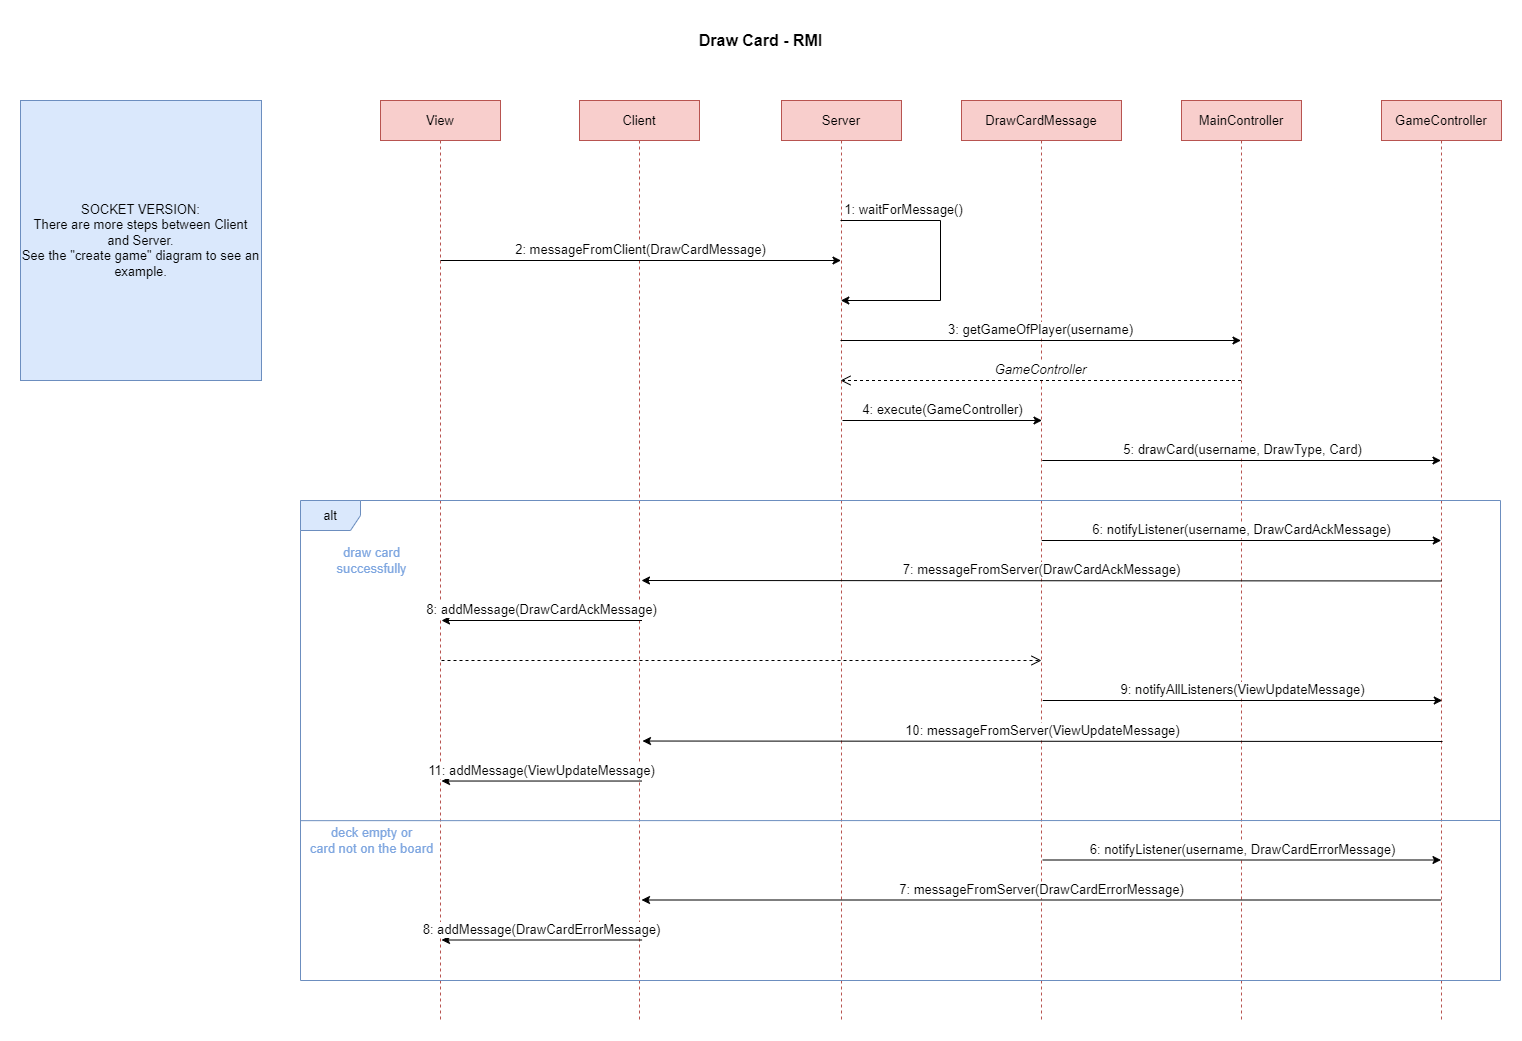 Draw Card - RMI
View
Client
Server
DrawCardMessage
MainController
GameController
SOCKET VERSION:
There are more steps between Client
and Server.
See the "create game" diagram to see an
example.
1: waitForMessage()
2: messageFromClient(DrawCardMessage)
3: getGameOfPlayer(username)
GameController
4: execute(GameController)
5: drawCard(username, DrawType, Card)
alt
draw card
successfully
6: notifyListener(username, DrawCardAckMessage)
7: messageFromServer(DrawCardAckMessage)
8: addMessage(DrawCardAckMessage)
9: notifyAllListeners(ViewUpdateMessage)
10: messageFromServer(ViewUpdateMessage)
11: addMessage(ViewUpdateMessage)
deck empty or
card not on the board
6: notifyListener(username, DrawCardErrorMessage)
7: messageFromServer(DrawCardErrorMessage)
8: addMessage(DrawCardErrorMessage)